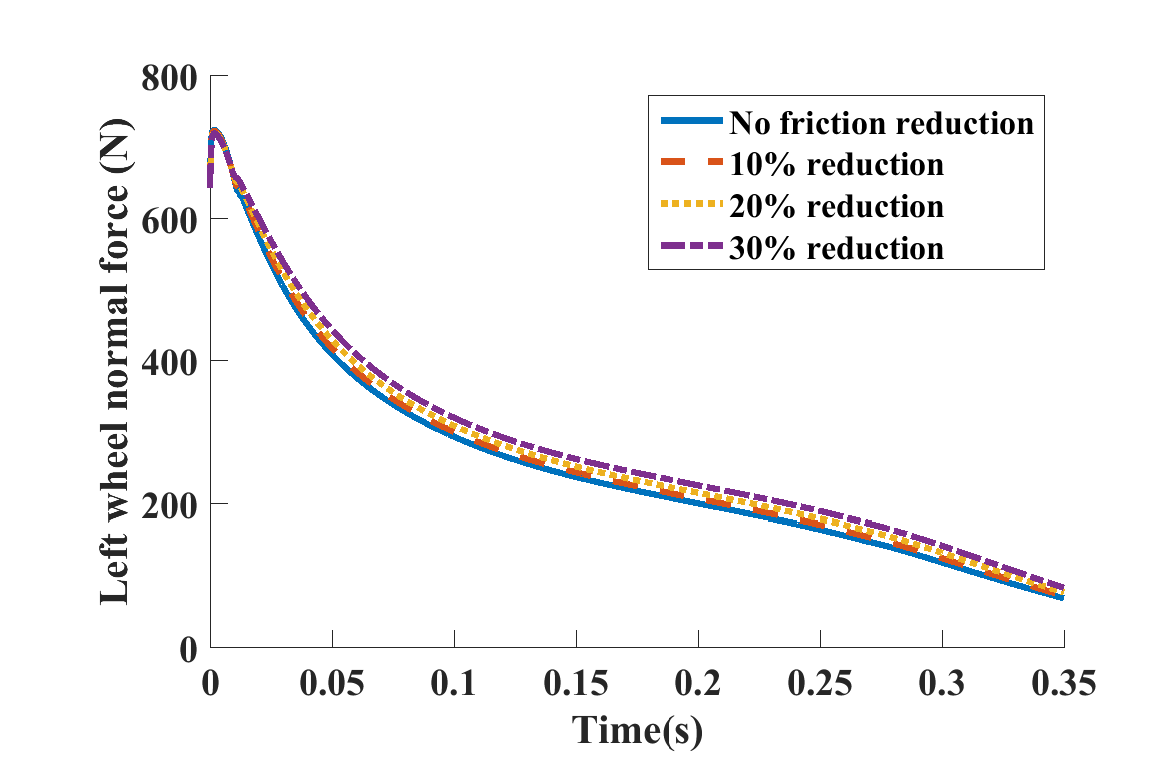 800
600
400
200
0
Left wheel normal force (N)
No friction reduction
10% reduction
20% reduction
30% reduction
0 0.05 0.1 0.15 0.2 0.25 0.3 0.35
Time(s)